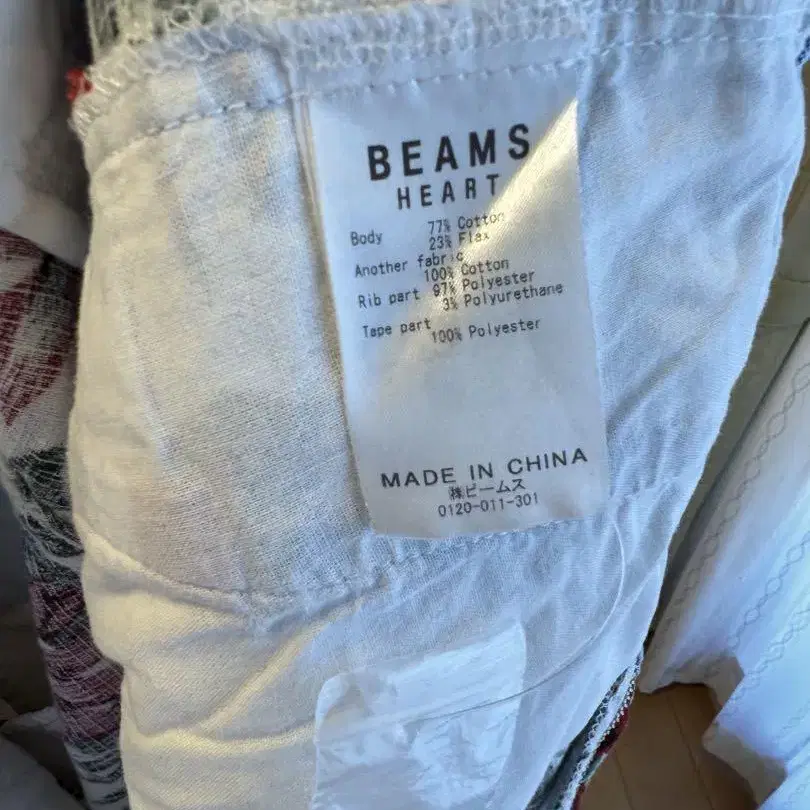 BEAMS
HEART
Body 77% Cotton
23% Flax
Another fabric
100% Cotton
Rib part 97% Polyester
3% Polyurethane
Tape part
100% Polyester
MADE IN CHINA
㈱ビームス
0120-011-301